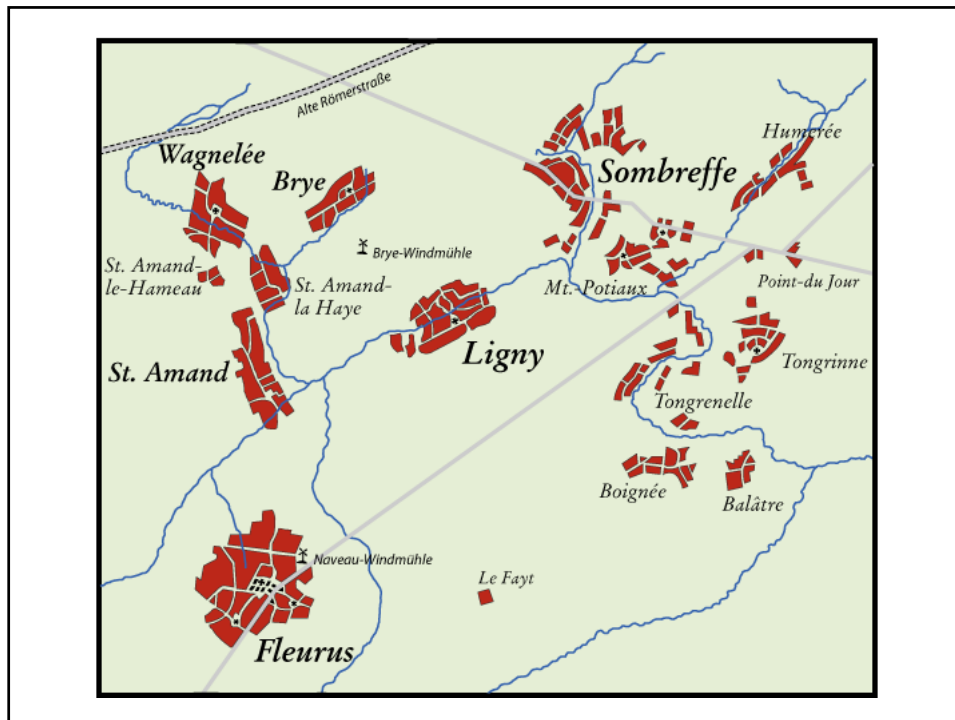 Alte Römerstraße
Wagnelée
Brye
Sombreffe
Humerée
Brye-Windmühle
St. Amand-
le-Hameau
St. Amand-
la Haye
Mt.-Potiaux
Point-du Jour
Ligny
St. Amand
Tongrinne
Tongrenelle
Boignée
Balâtre
Naveau-Windmühle
Le Fayt
Fleurus